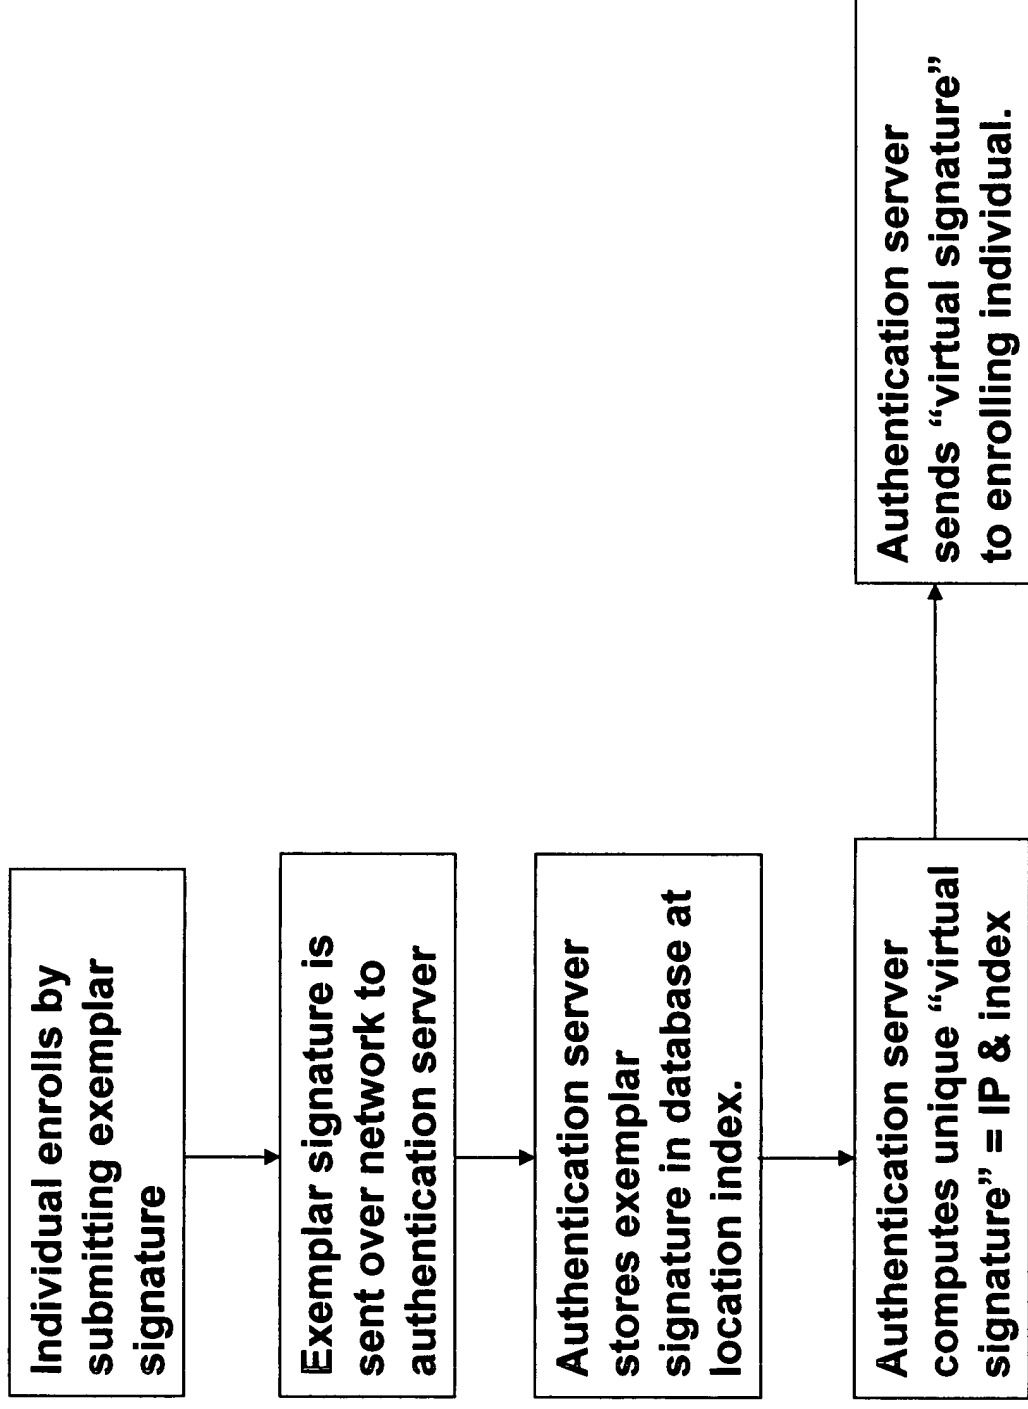 Individual enrolls by
submitting exemplar
signature
Exemplar signature is
sent over network to
authentication server
Authentication server
stores exemplar
signature in database at
location index.
Authentication server
computes unique “virtual
signature” = IP & index
Authentication server
sends “virtual signature”
to enrolling individual.